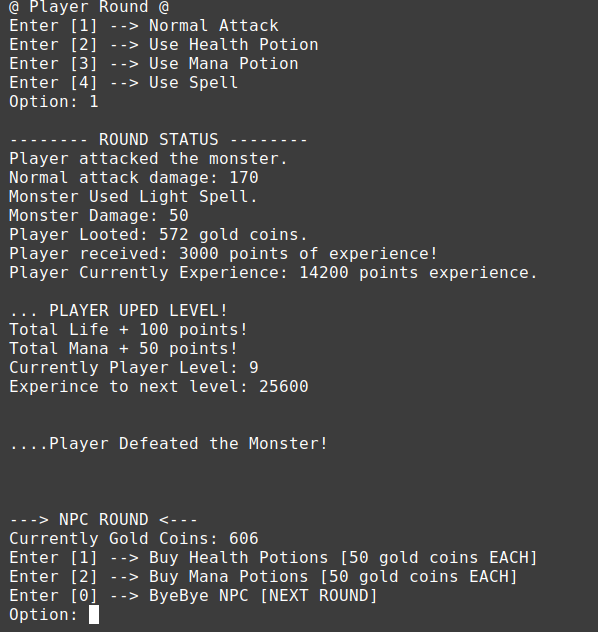 @ Player Round @
Enter [1] --> Normal Attack
Enter [2] --> Use Health Potion
Enter [3] --> Use Mana Potion
Enter [4] --> Use Spell
Option: 1
-------- ROUND STATUS --------
Player attacked the monster.
Normal attack damage: 170
Monster Used Light Spell.
Monster Damage: 50
Player Looted: 572 gold coins.
Player received: 3000 points of experience!
Player Currently Experience: 14200 points experience.
... PLAYER UPED LEVEL!
Total Life + 100 points!
Total Mana + 50 points!
Currently Player Level: 9
Experince to next level: 25600
....Player Defeated the Monster!
---> NPC ROUND <---
Currently Gold Coins: 606
Enter [1] --> Buy Health Potions [50 gold coins EACH]
Enter [2] --> Buy Mana Potions [50 gold coins EACH]
Enter [0] --> ByeBye NPC [NEXT ROUND]
Option: